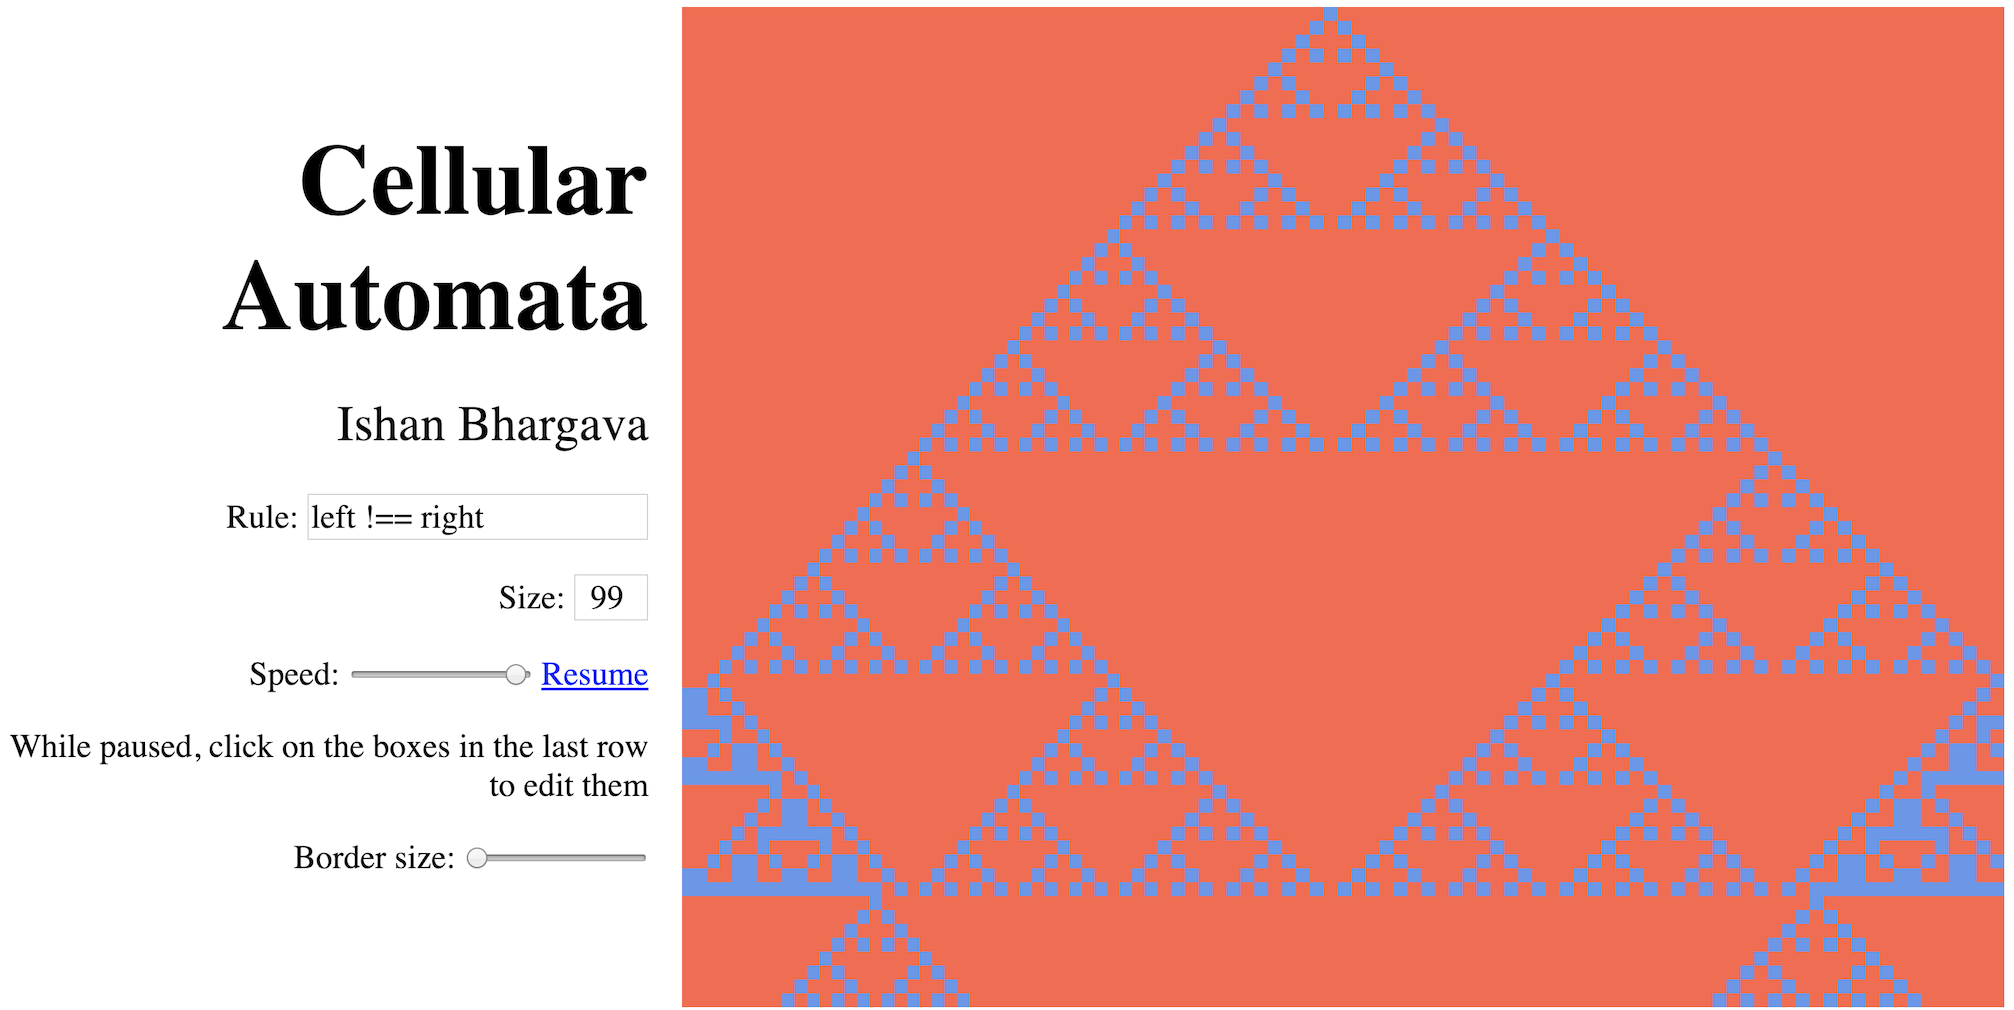 Cellular
Automata
Ishan Bhargava
Rule: left !== right
Size: 99
Speed: Resume
While paused, click on the boxes in the last row
to edit them
Border size: